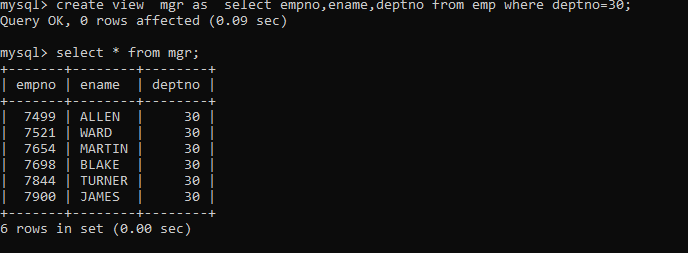 mysql> create view  mgr as  select empno,ename,deptno from emp where deptno=30;
Query OK, 0 rows affected (0.09 sec)
mysql> select * from mgr;
+-------+--------+--------+
| empno | ename  | deptno |
+-------+--------+--------+
|  7499 | ALLEN  |     30 |
|  7521 | WARD   |     30 |
|  7654 | MARTIN |     30 |
|  7698 | BLAKE  |     30 |
|  7844 | TURNER |     30 |
|  7900 | JAMES  |     30 |
+-------+--------+--------+
6 rows in set (0.00 sec)